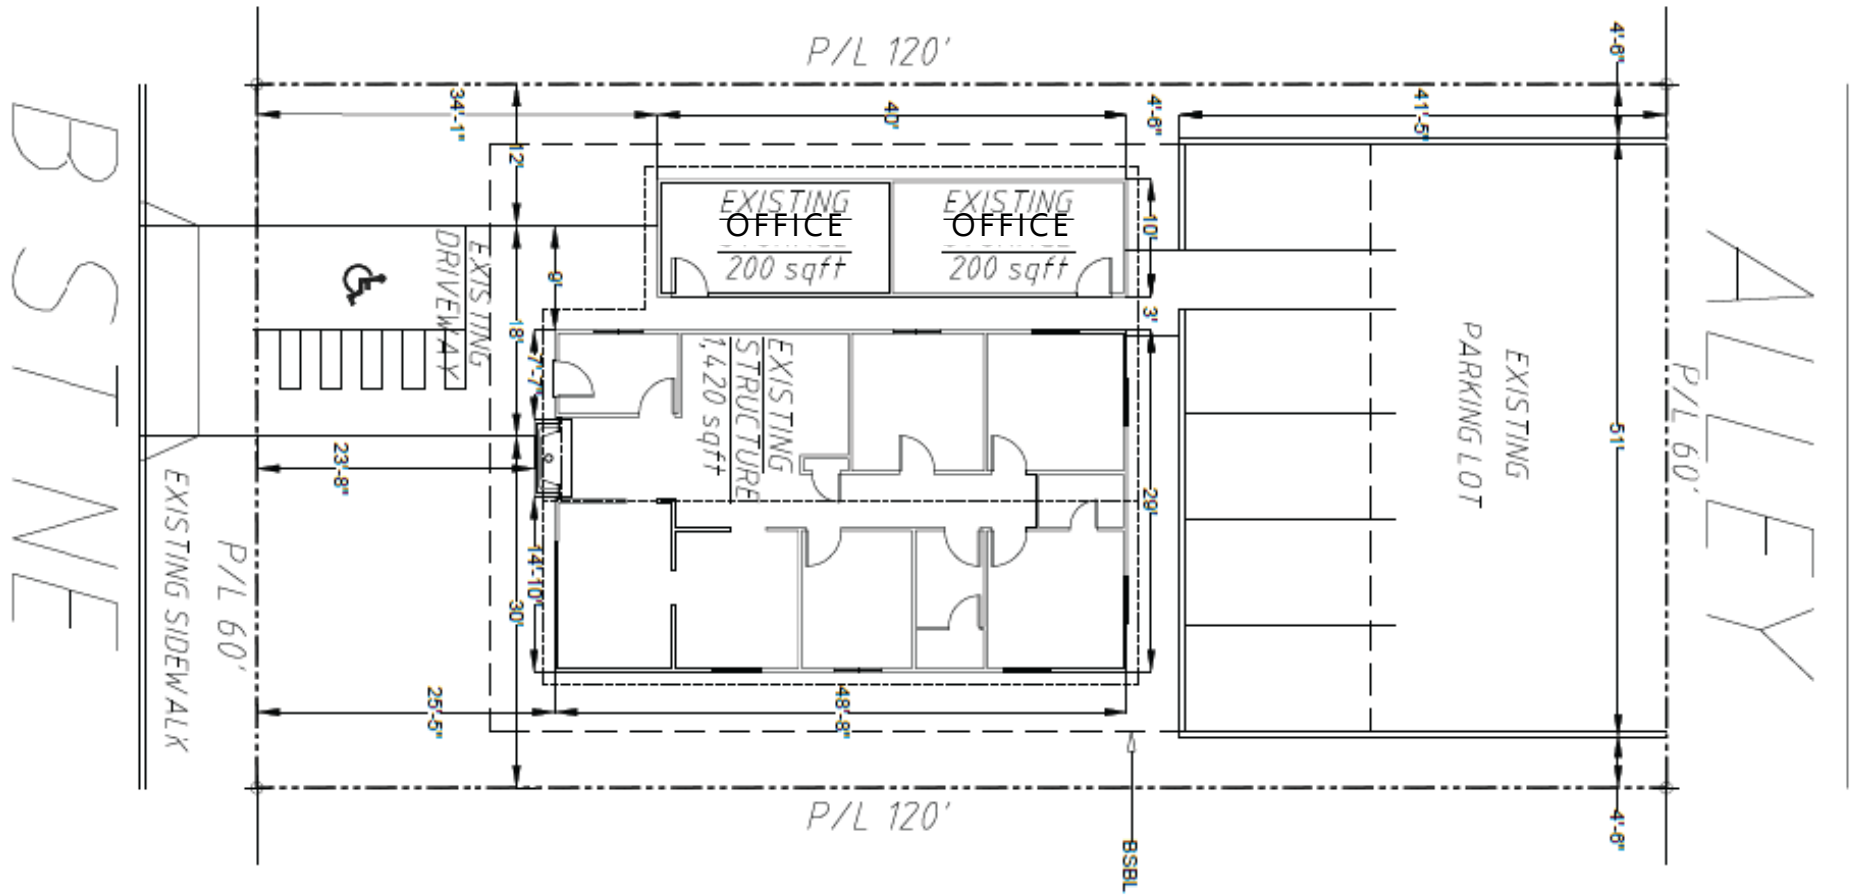 P/L 120'
4'-6"
34'-1"
40'
4'-6"
41'-5"
12'
EXISTING
OFFICE
200 sqft
EXISTING
OFFICE
200 sqft
10'
B ST NE
ALLEY
EXISTING
DRIVEWAY
9'
18'
3'
7'-7"
EXISTING
STRUCTURE
1,420 sqft
EXISTING
PARKING LOT
P/L 60'
51'
23'-8"
29'
EXISTING SIDEWALK
P/L 60'
14'-10"
30'
25'-5"
48'-8"
P/L 120'
BSBL
4'-6"